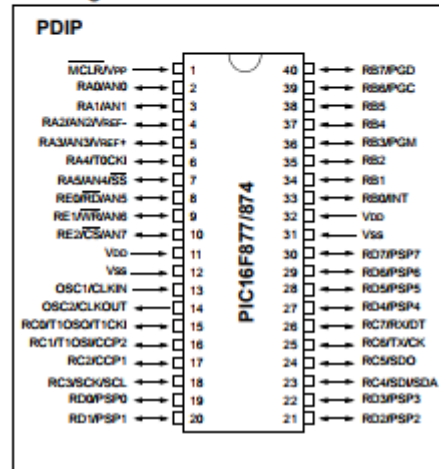 PDIP
MCLR/VPP 1 40 RB7/PGD
RA0/AN0 2 39 RB6/PGC
RA1/AN1 3 38 RB5
RA2/AN2/VREF- 4 37 RB4
RA3/AN3/VREF+ 5 36 RB3/PGM
RA4/T0CKI 6 35 RB2
RA5/AN4/SS 7 34 RB1
RE0/RD/AN5 8 33 RB0/INT
RE1/WR/AN6 9 32 VDD
RE2/CS/AN7 10 31 VSS
VDD 11 30 RD7/PSP7
VSS 12 29 RD6/PSP6
OSC1/CLKIN 13 28 RD5/PSP5
OSC2/CLKOUT 14 27 RD4/PSP4
RC0/T1OSO/T1CKI 15 26 RC7/RX/DT
RC1/T1OSI/CCP2 16 25 RC6/TX/CK
RC2/CCP1 17 24 RC5/SDO
RC3/SCK/SCL 18 23 RC4/SDI/SDA
RD0/PSP0 19 22 RD3/PSP3
RD1/PSP1 20 21 RD2/PSP2
PIC16F877/874